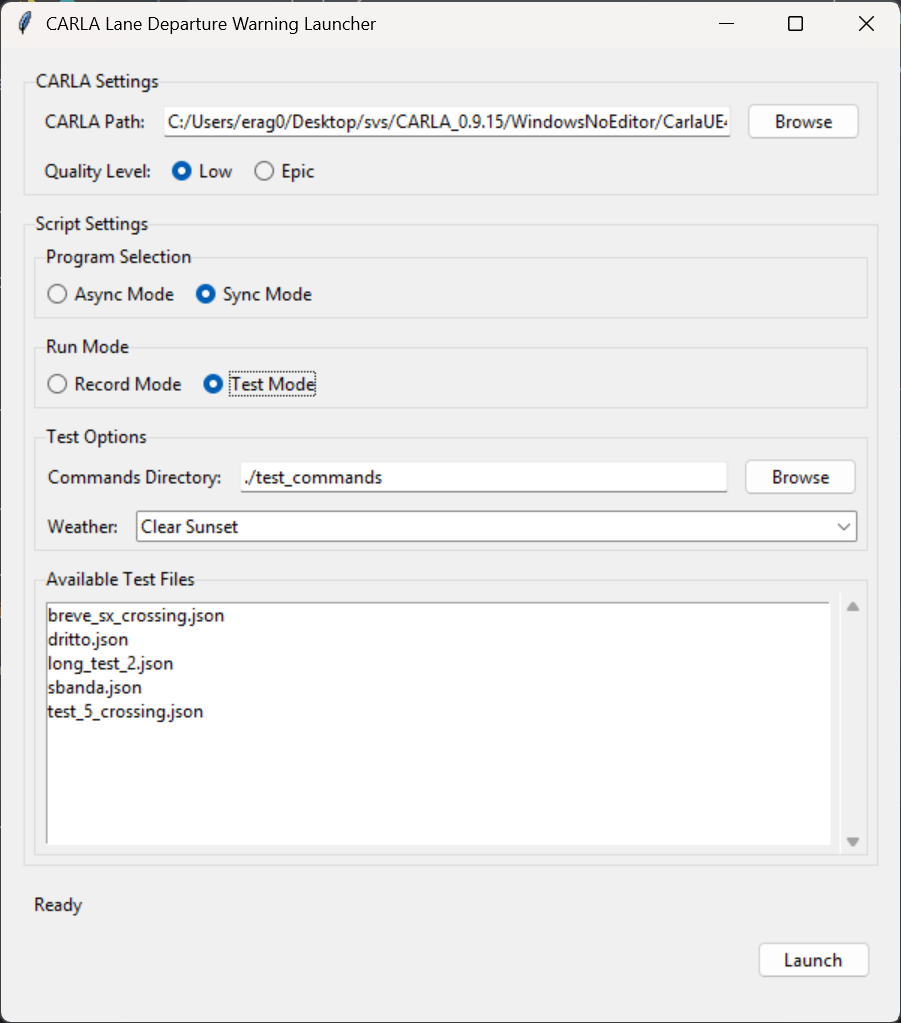 CARLA Lane Departure Warning Launcher
CARLA Settings
CARLA Path: C:/Users/erag0/Desktop/svs/CARLA_0.9.15/WindowsNoEditor/CarlaUE4 Browse
Quality Level: Low Epic
Script Settings
Program Selection
Async Mode Sync Mode
Run Mode
Record Mode Test Mode
Test Options
Commands Directory: ./test_commands Browse
Weather: Clear Sunset
Available Test Files
breve_sx_crossing.json
dritto.json
long_test_2.json
sbanda.json
test_5_crossing.json
Ready
Launch